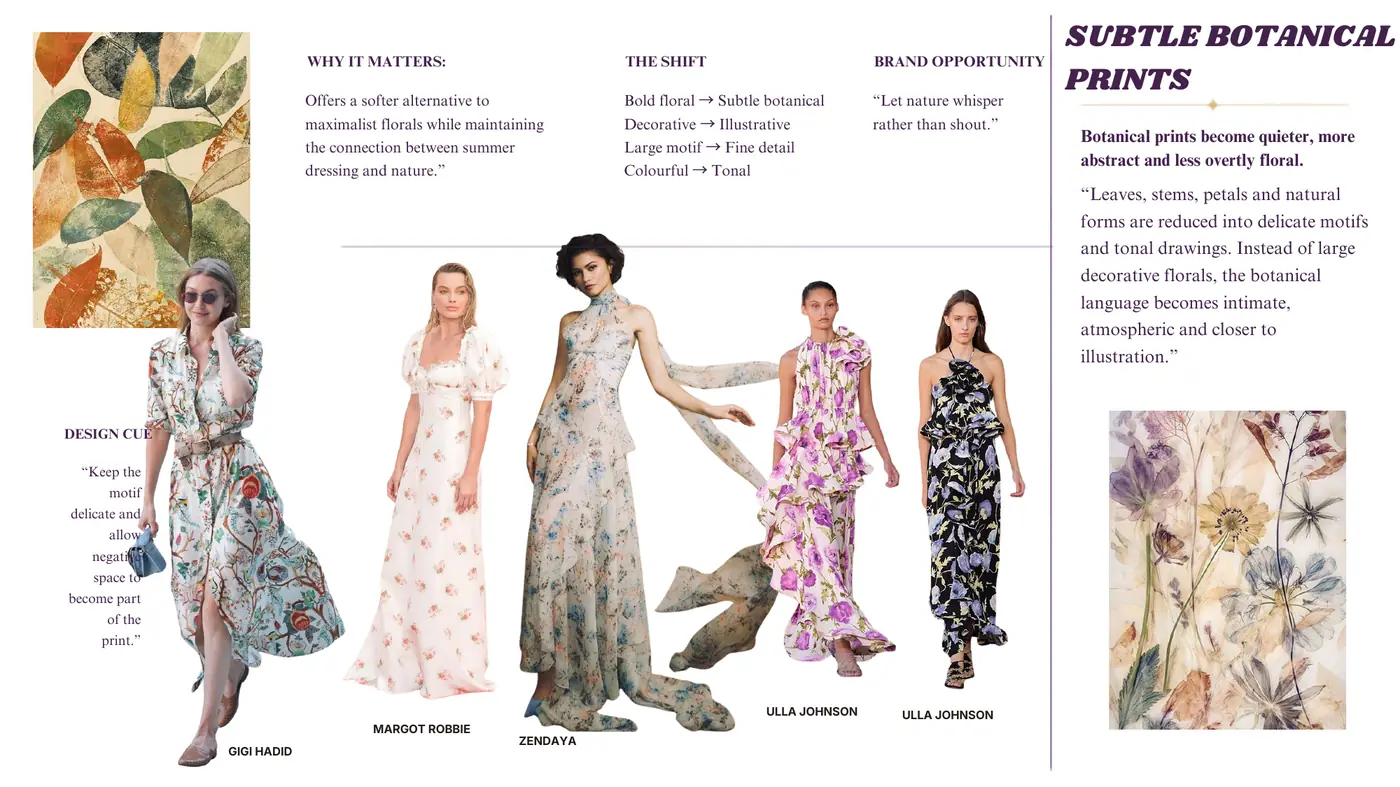 SUBTLE BOTANICAL
PRINTS
Botanical prints become quieter, more
abstract and less overtly floral.
“Leaves, stems, petals and natural
forms are reduced into delicate motifs
and tonal drawings. Instead of large
decorative florals, the botanical
language becomes intimate,
atmospheric and closer to
illustration.”
WHY IT MATTERS:
Offers a softer alternative to
maximalist florals while maintaining
the connection between summer
dressing and nature.”
THE SHIFT
Bold floral → Subtle botanical
Decorative → Illustrative
Large motif → Fine detail
Colourful → Tonal
BRAND OPPORTUNITY
“Let nature whisper
rather than shout.”
DESIGN CUE
“Keep the
motif
delicate and
allow
negative
space to
become part
of the
print.”
GIGI HADID
MARGOT ROBBIE
ZENDAYA
ULLA JOHNSON
ULLA JOHNSON